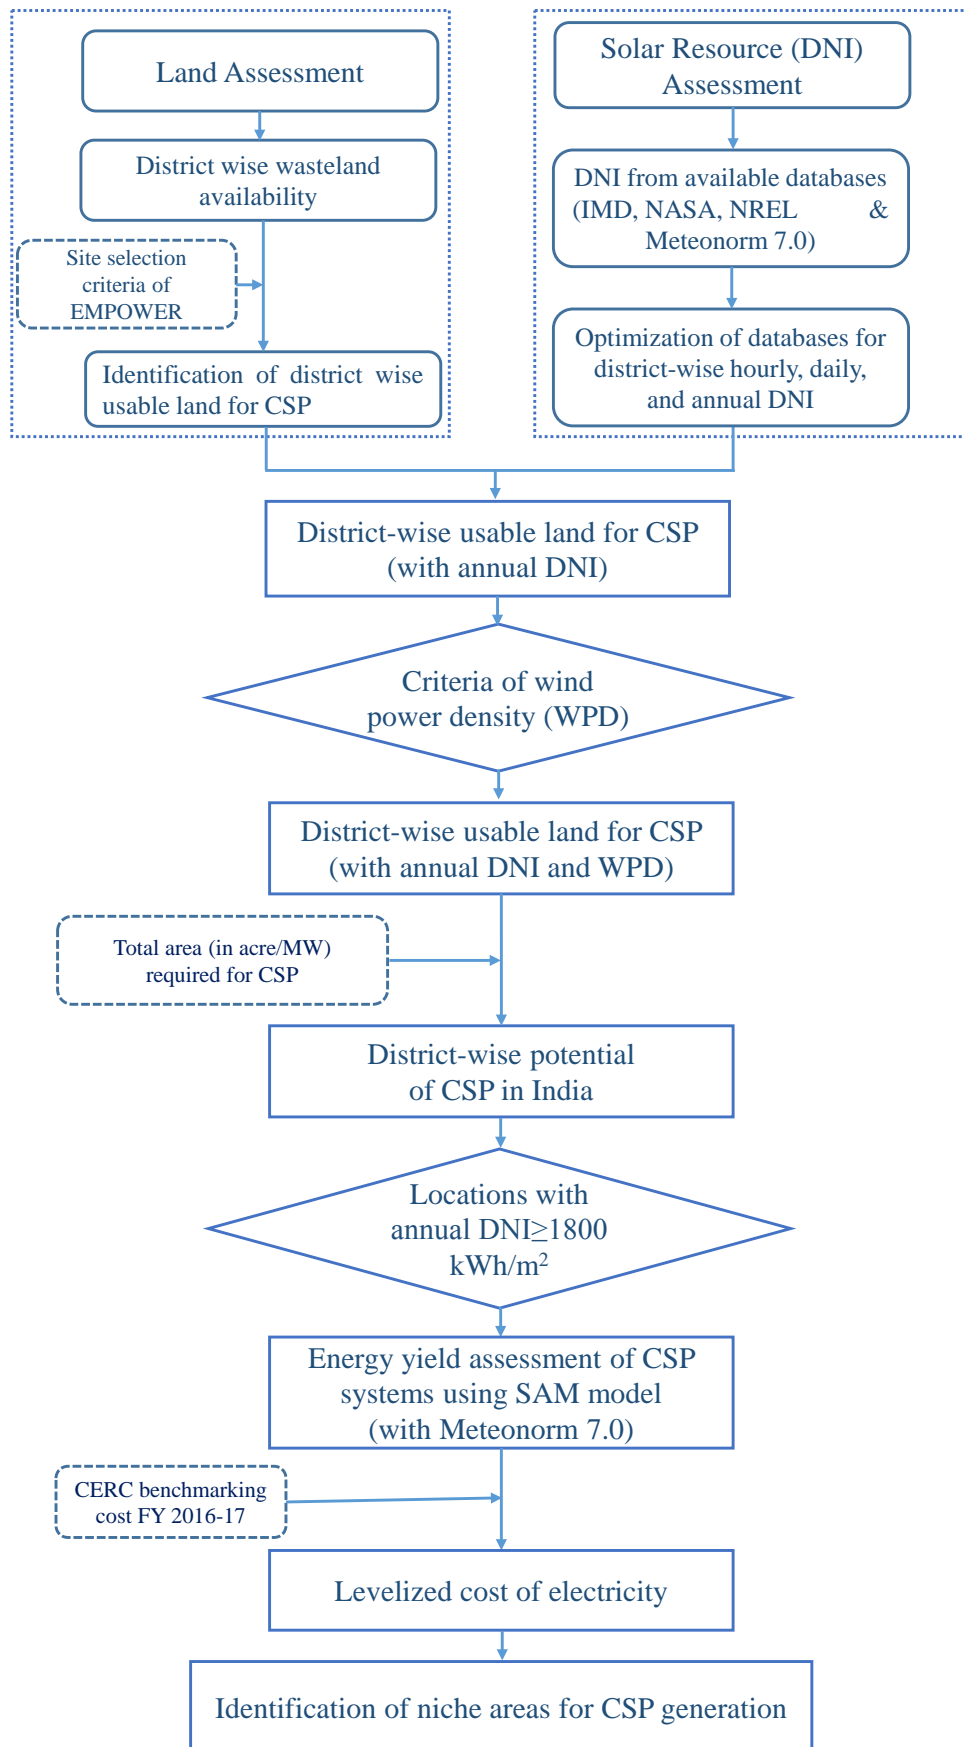 Land Assessment
District wise wasteland
availability
Site selection
criteria of
EMPOWER
Identification of district wise
usable land for CSP
Solar Resource (DNI)
Assessment
DNI from available databases
(IMD, NASA, NREL &
Meteonorm 7.0)
Optimization of databases for
district-wise hourly, daily,
and annual DNI
District-wise usable land for CSP
(with annual DNI)
Criteria of wind
power density (WPD)
District-wise usable land for CSP
(with annual DNI and WPD)
Total area (in acre/MW)
required for CSP
District-wise potential
of CSP in India
Locations with
annual DNI≥1800
kWh/m²
Energy yield assessment of CSP
systems using SAM model
(with Meteonorm 7.0)
CERC benchmarking
cost FY 2016-17
Levelized cost of electricity
Identification of niche areas for CSP generation